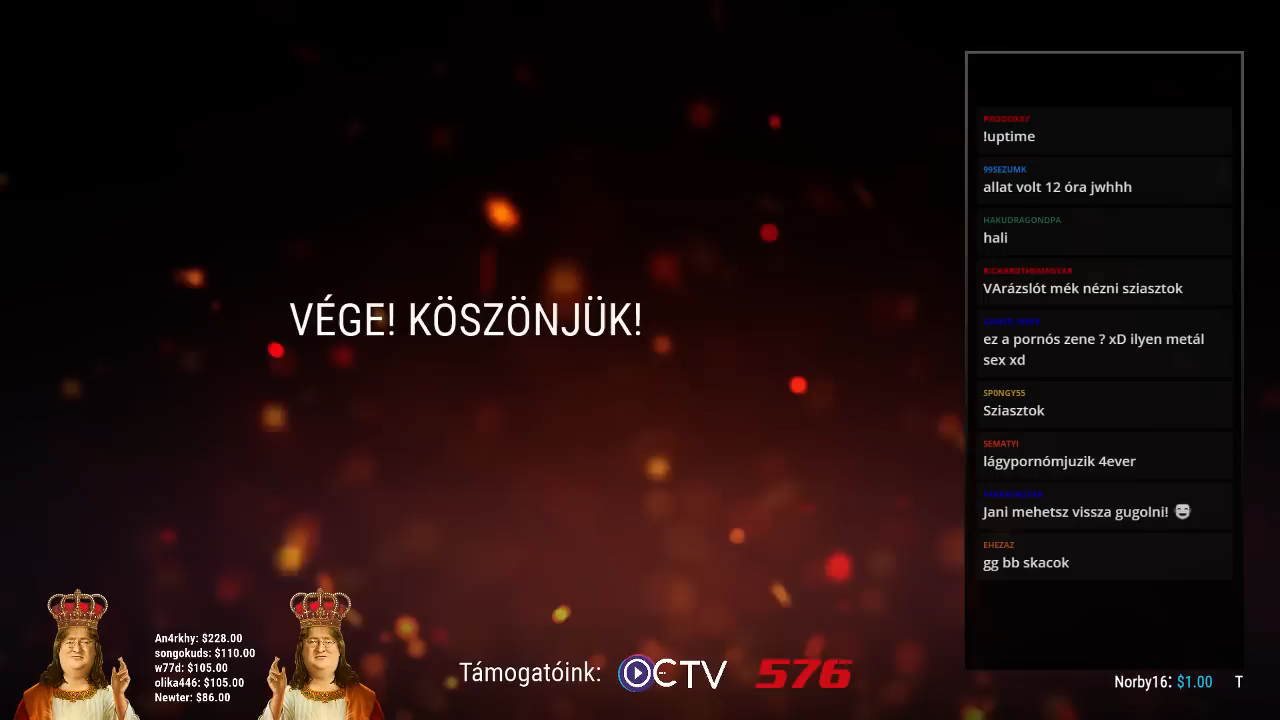 VÉGE! KÖSZÖNJÜK!
!uptime
99SEZUMK
allat volt 12 óra jwhhh
HAKUDRAGONDPA
hali
RICHARDTHEMAGYAR
VArázslót mék nézni sziasztok
ez a pornós zene ? xD ilyen metál
sex xd
SP0NGY55
Sziasztok
SEMATYI
lágypornómjuzik 4ever
Jani mehetsz vissza gugolni!
EHEZAZ
gg bb skacok
An4rkhy: $228.00
songokuds: $110.00
w77d: $105.00
olika446: $105.00
Newter: $86.00
Támogatóink:
CTV
576
Norby16: $1.00
T